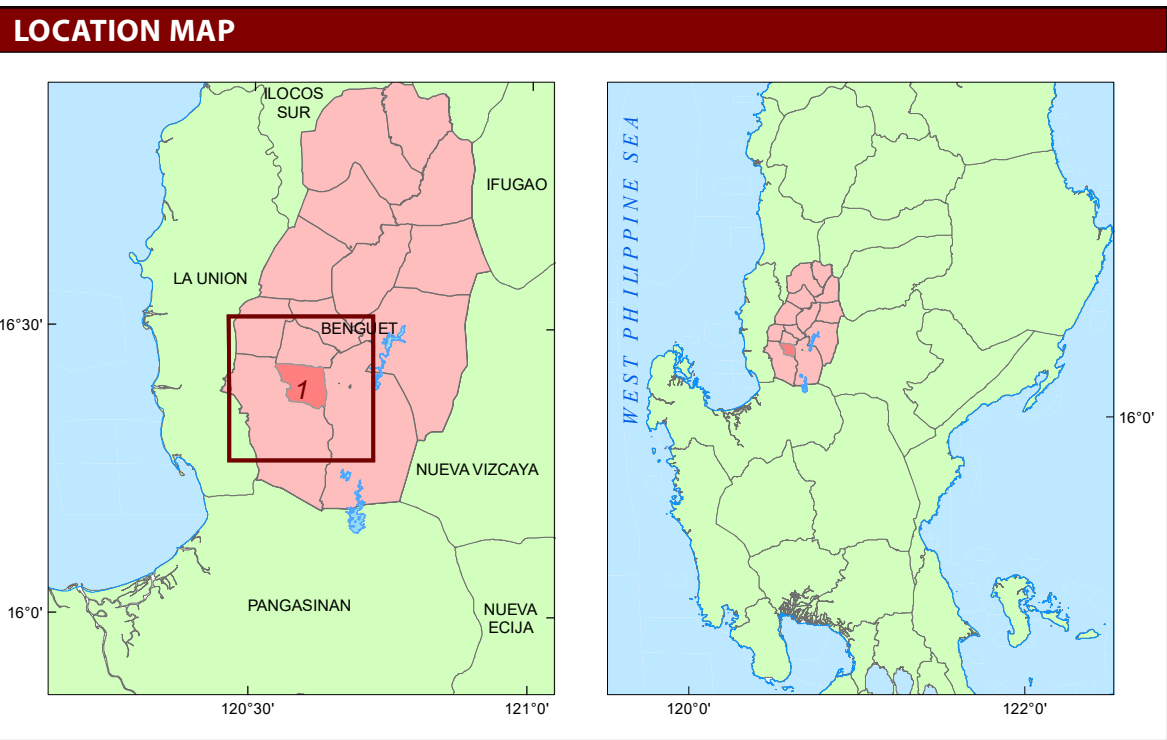 LOCATION MAP
ILOCOS
SUR
IFUGAO
LA UNION
16°30'
BENGUET
1
NUEVA VIZCAYA
16°0'
PANGASINAN
NUEVA
ECIJA
120°30'
121°0'
WEST PHILIPPINE SEA
16°0'
120°0'
122°0'